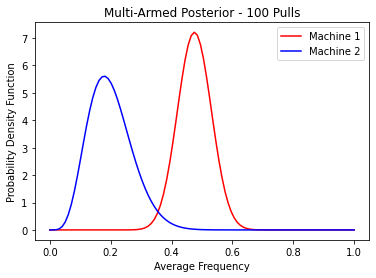 Multi-Armed Posterior - 100 Pulls
Machine 1
Machine 2
Probability Density Function
7
6
5
4
3
2
1
0
0.0 0.2 0.4 0.6 0.8 1.0
Average Frequency